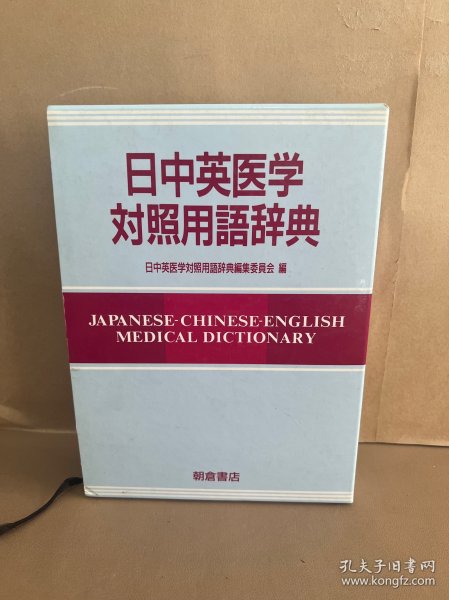 日中英医学
対照用語辞典
日中英医学対照用語辞典編集委員会 編
JAPANESE-CHINESE-ENGLISH
MEDICAL DICTIONARY
朝倉書店
孔夫子旧书网
www.kongfz.com